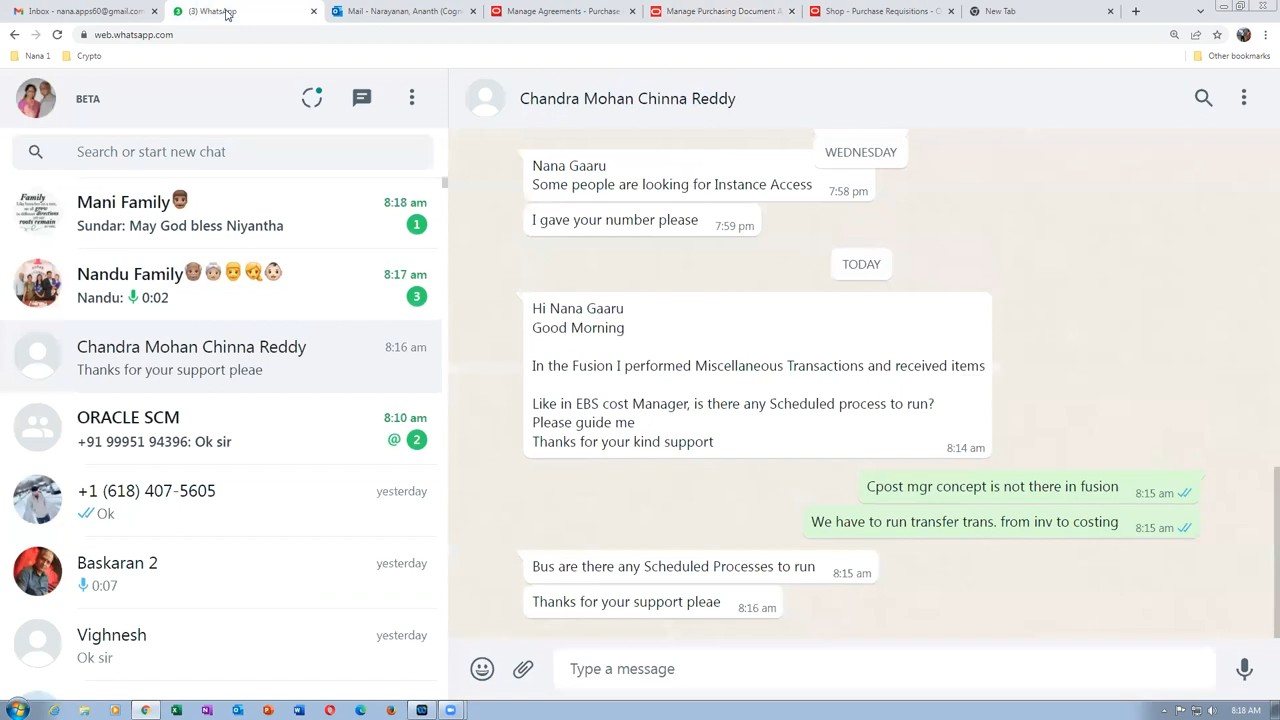 Inbox - nana.apps60@gmail.com
(3) WhatsApp
Mail - Narayanan, Ananth (Cogn
Manage Agreements - Purchase
Manage Purchasing Document A
Shop - Purchase Requisitions - O
New Tab
web.whatsapp.com
Nana 1
Crypto
Other bookmarks
BETA
Search or start new chat
Mani Family
8:18 am
Sundar: May God bless Niyantha
1
Nandu Family
8:17 am
Nandu: 0:02
3
Chandra Mohan Chinna Reddy
8:16 am
Thanks for your support pleae
ORACLE SCM
8:10 am
+91 99951 94396: Ok sir
@ 2
+1 (618) 407-5605
yesterday
Ok
Baskaran 2
yesterday
0:07
Vighnesh
yesterday
Ok sir
Chandra Mohan Chinna Reddy
WEDNESDAY
Nana Gaaru
Some people are looking for Instance Access
7:58 pm
I gave your number please
7:59 pm
TODAY
Hi Nana Gaaru
Good Morning
In the Fusion I performed Miscellaneous Transactions and received items
Like in EBS cost Manager, is there any Scheduled process to run?
Please guide me
Thanks for your kind support
8:14 am
Cpost mgr concept is not there in fusion
8:15 am
We have to run transfer trans. from inv to costing
8:15 am
Bus are there any Scheduled Processes to run
8:15 am
Thanks for your support pleae
8:16 am
Type a message
8:18 AM